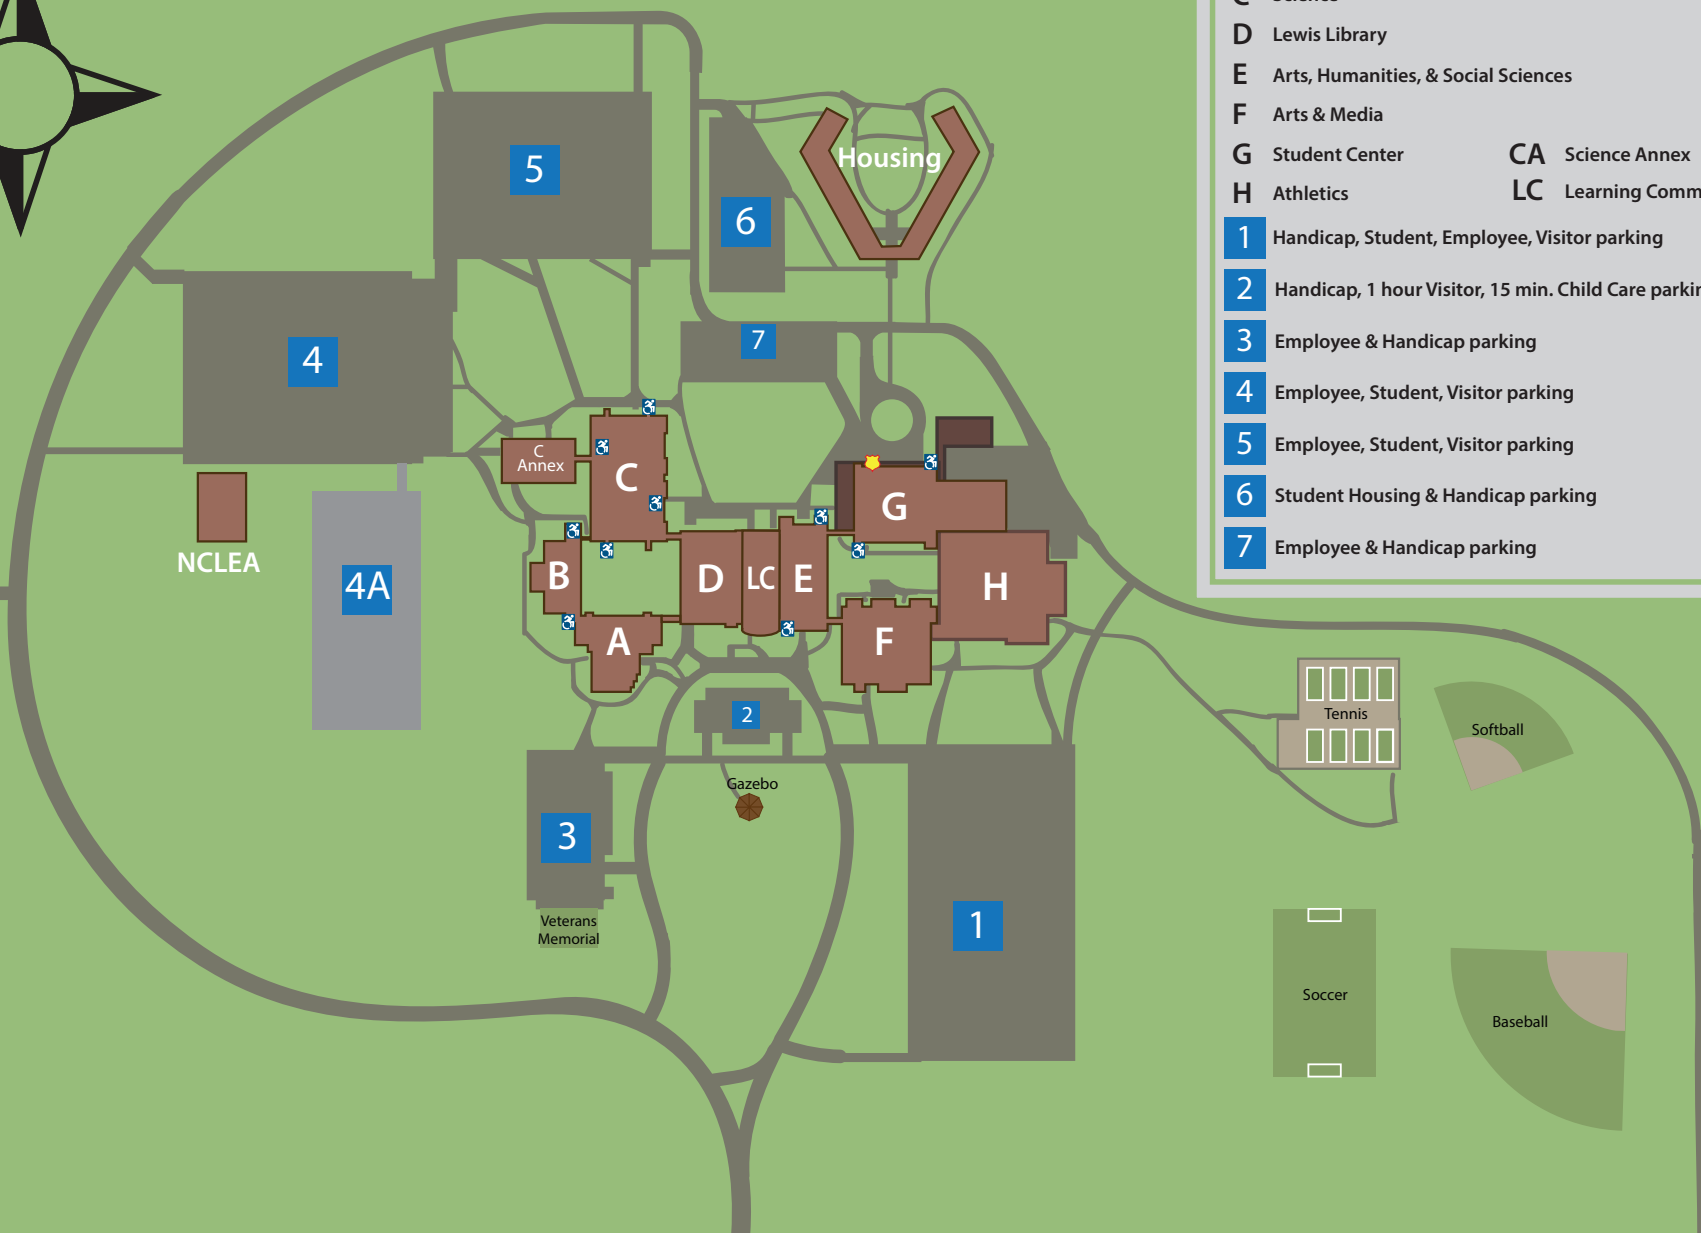 Science
D Lewis Library
E Arts, Humanities, & Social Sciences
F Arts & Media
G Student Center
CA Science Annex
H Athletics
LC Learning Comm
1 Handicap, Student, Employee, Visitor parking
2 Handicap, 1 hour Visitor, 15 min. Child Care parkin
3 Employee & Handicap parking
4 Employee, Student, Visitor parking
5 Employee, Student, Visitor parking
6 Student Housing & Handicap parking
7 Employee & Handicap parking
5
6
Housing
7
4
C
Annex
C
G
NCLEA
4A
B
D
LC
E
H
A
F
2
Tennis
Softball
Gazebo
3
Veterans
Memorial
1
Soccer
Baseball